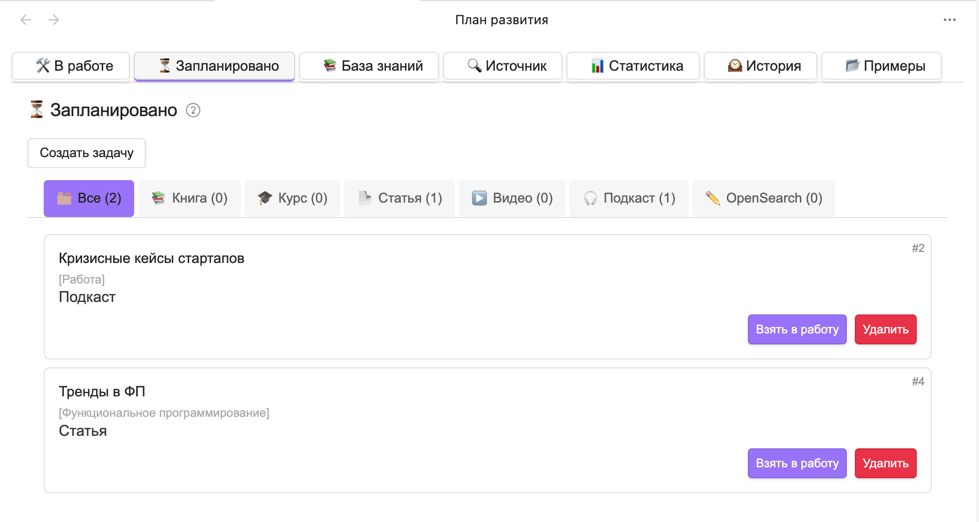 План развития
🛠 В работе ⏳ Запланировано 📚 База знаний 🔍 Источник 📊 Статистика 🕰 История 📂 Примеры
⏳ Запланировано ?
Создать задачу
Все (2) Книга (0) Курс (0) Статья (1) Видео (0) Подкаст (1) OpenSearch (0)
#2
Кризисные кейсы стартапов
[Работа]
Подкаст
Взять в работу Удалить
#4
Тренды в ФП
[Функциональное программирование]
Статья
Взять в работу Удалить